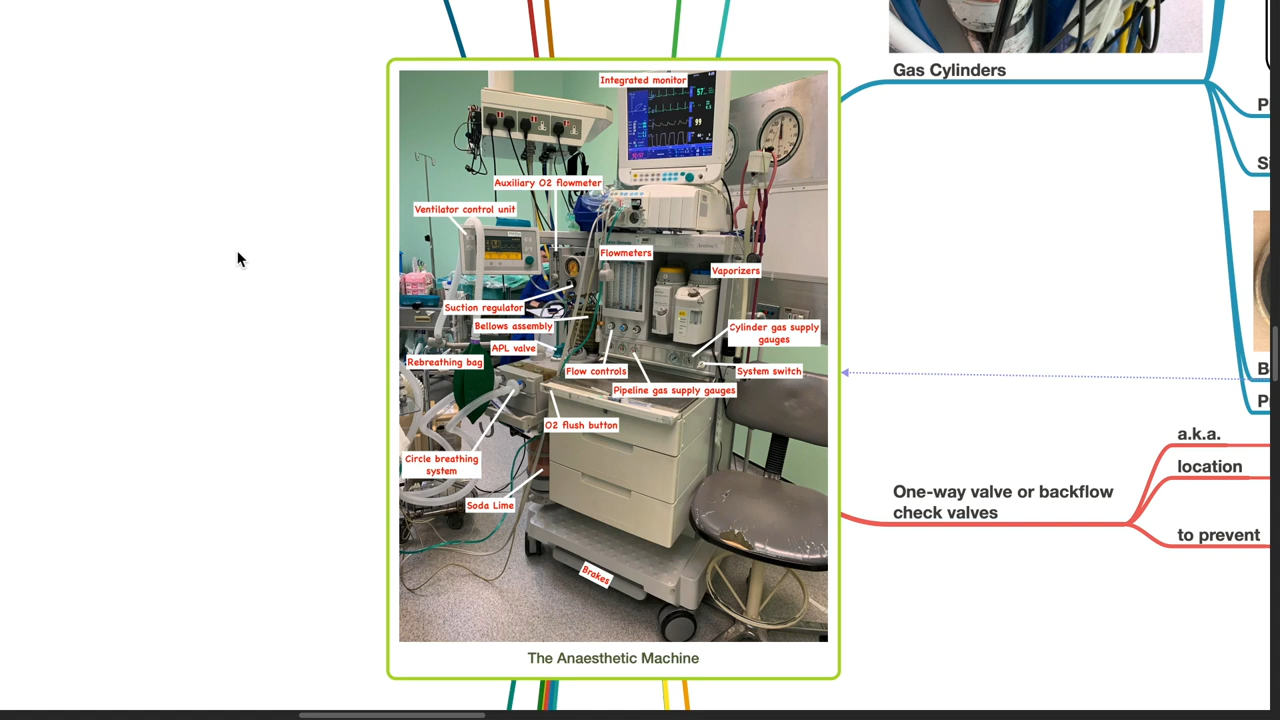 Gas Cylinders
Integrated monitor
57
99
Auxiliary O2 flowmeter
Ventilator control unit
Flowmeters
Vaporizers
Suction regulator
Bellows assembly
Cylinder gas supply
gauges
APL valve
Rebreathing bag
Flow controls
System switch
Pipeline gas supply gauges
O2 flush button
Circle breathing
system
Soda Lime
Brakes
The Anaesthetic Machine
a.k.a.
location
One-way valve or backflow
check valves
to prevent